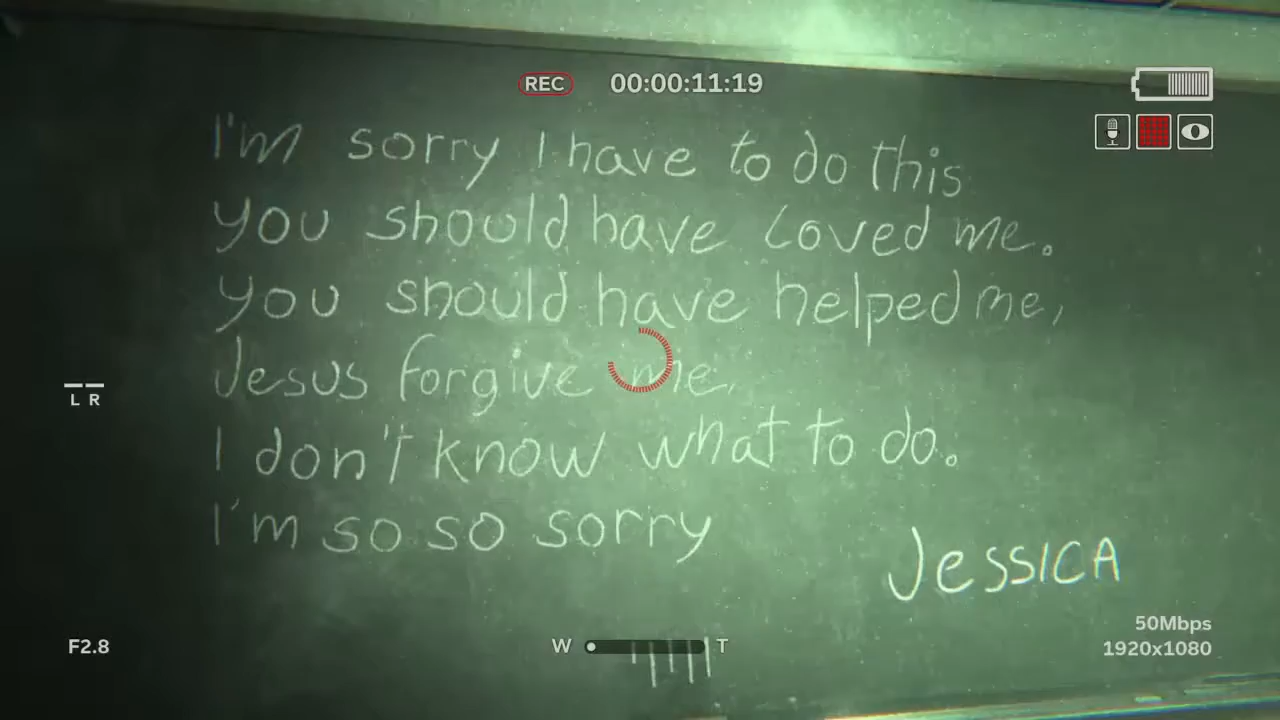 REC 00:00:11:19
I'm sorry I have to do this
you should have loved me.
you should have helped me,
Jesus forgive me.
L R
I don't know what to do.
I'm so so sorry
JeSSICA
50Mbps
F2.8
W T
1920x1080